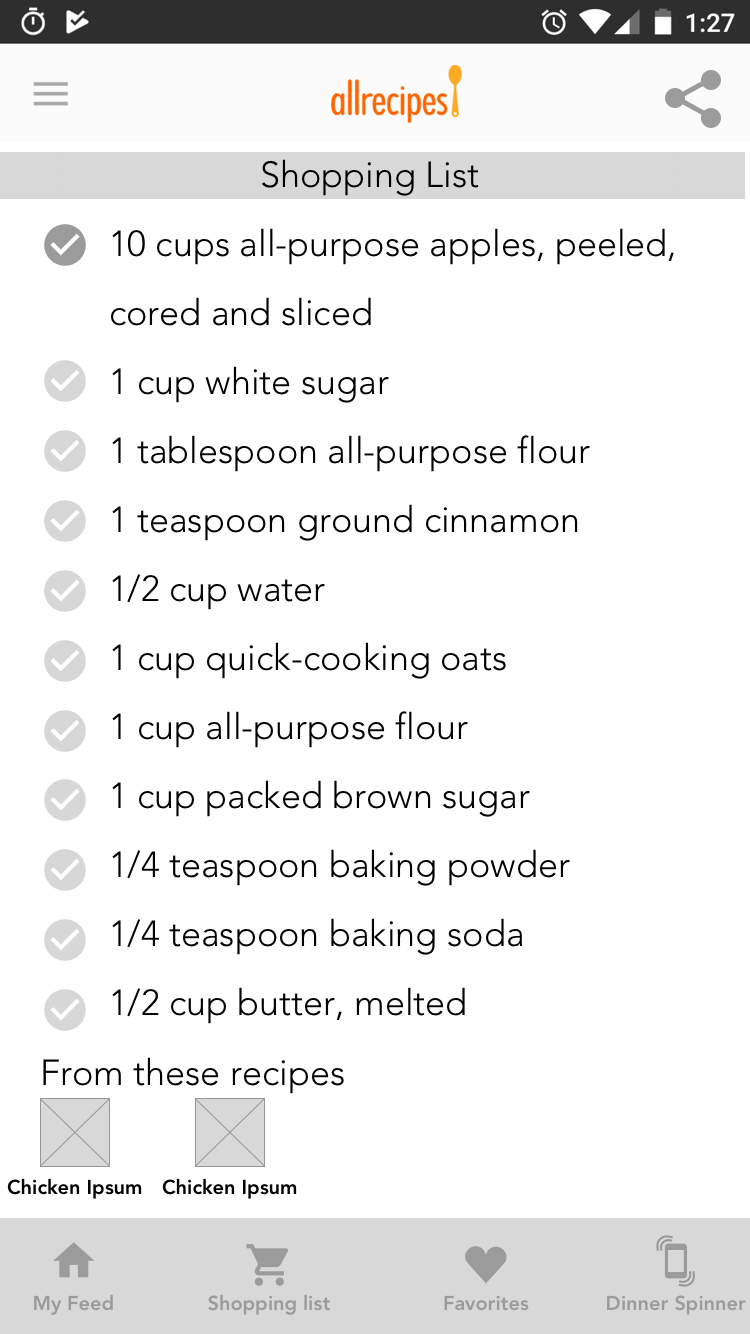 1:27
allrecipes
Shopping List
10 cups all-purpose apples, peeled,
cored and sliced
1 cup white sugar
1 tablespoon all-purpose flour
1 teaspoon ground cinnamon
1/2 cup water
1 cup quick-cooking oats
1 cup all-purpose flour
1 cup packed brown sugar
1/4 teaspoon baking powder
1/4 teaspoon baking soda
1/2 cup butter, melted
From these recipes
Chicken Ipsum Chicken Ipsum
My Feed Shopping list Favorites Dinner Spinner